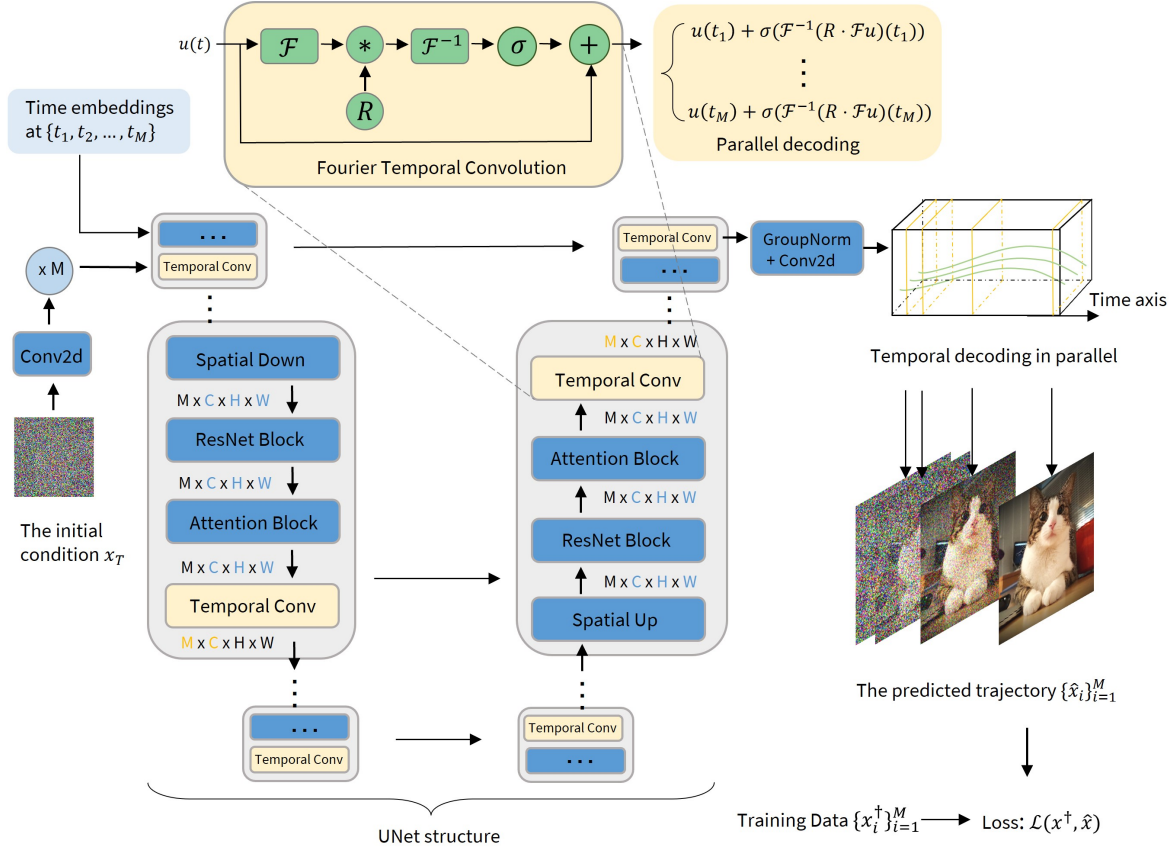 u(t)
ℱ
*
ℱ⁻¹
σ
+
R
Fourier Temporal Convolution
u(t₁) + σ(ℱ⁻¹(R · ℱu)(t₁))
⋮
u(t_M) + σ(ℱ⁻¹(R · ℱu)(t_M))
Parallel decoding
Time embeddings
at {t₁, t₂, ..., t_M}
x M
Conv2d
The initial
condition x_T
...
Temporal Conv
Spatial Down
M x C x H x W
ResNet Block
M x C x H x W
Attention Block
M x C x H x W
Temporal Conv
M x C x H x W
...
Temporal Conv
Temporal Conv
...
M x C x H x W
Temporal Conv
M x C x H x W
Attention Block
M x C x H x W
ResNet Block
M x C x H x W
Spatial Up
Temporal Conv
...
UNet structure
GroupNorm
+ Conv2d
Time axis
Temporal decoding in parallel
The predicted trajectory {x̂ᵢ}ᵢ₌₁ᴹ
Training Data {xᵢ†}ᵢ₌₁ᴹ
Loss: ℒ(x†, x̂)